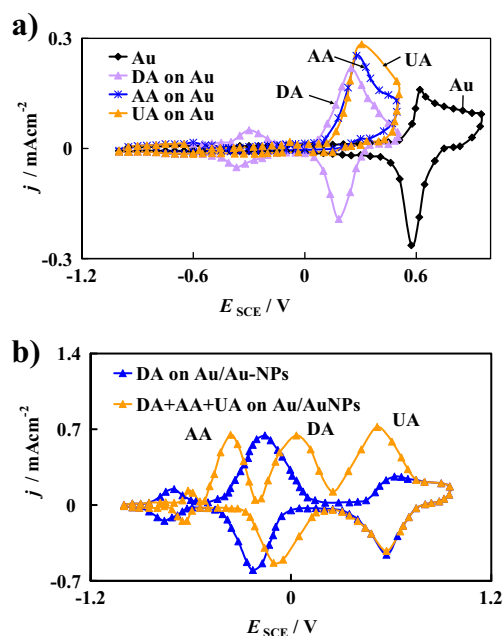 a)
0.3
Au
DA on Au
AA on Au
UA on Au
AA
UA
DA
Au
j / mAcm-2
0
-0.3
-1.2
-0.6
0
0.6
E SCE / V
b)
1.4
DA on Au/Au-NPs
DA+AA+UA on Au/AuNPs
AA
DA
UA
0.7
j / mAcm-2
0
-0.7
-1.2
0
1.2
E SCE / V